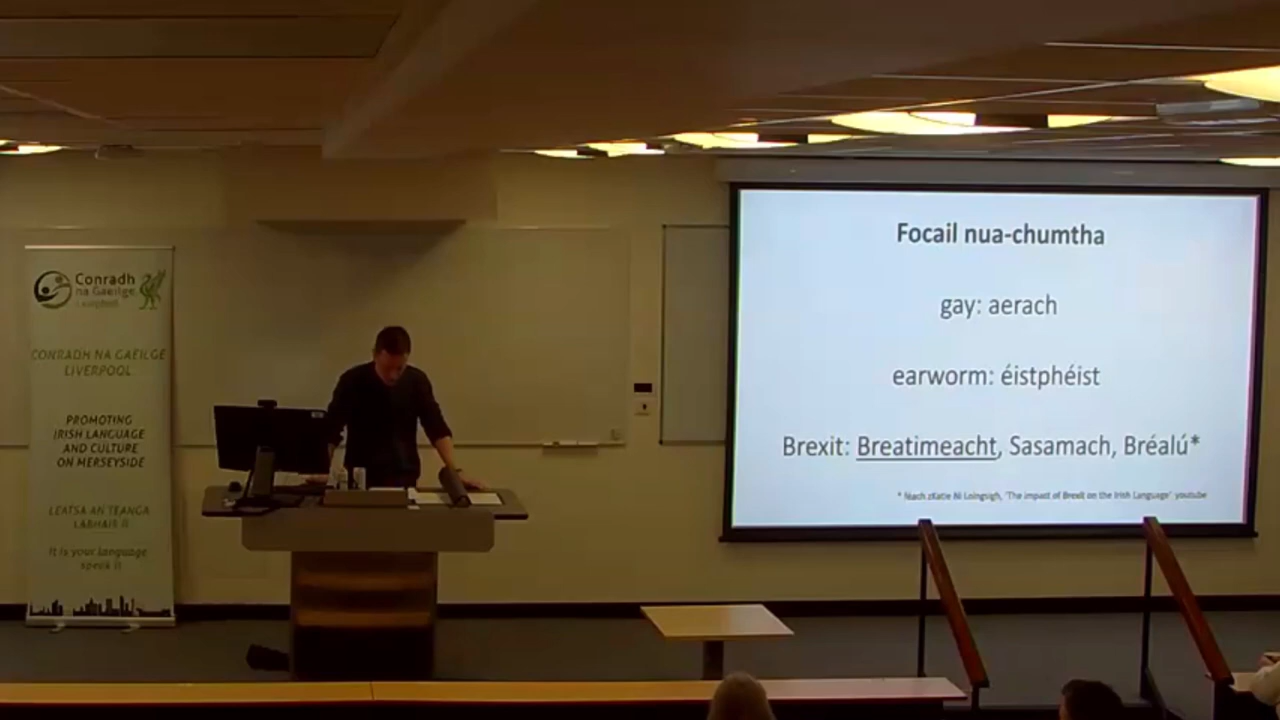 Conradh
na Gaeilge
CONRADH NA GAEILGE
LIVERPOOL
PROMOTING
IRISH LANGUAGE
AND CULTURE
ON MERSEYSIDE
LEATSA AN TEANGA
LABHAIR Í!
It is your language
speak it
Focail nua-chumtha
gay: aerach
earworm: éistphéist
Brexit: Breatimeacht, Sasamach, Bréalú*
* Katie Ní Loingsigh, 'The impact of Brexit on the Irish Language' youtube